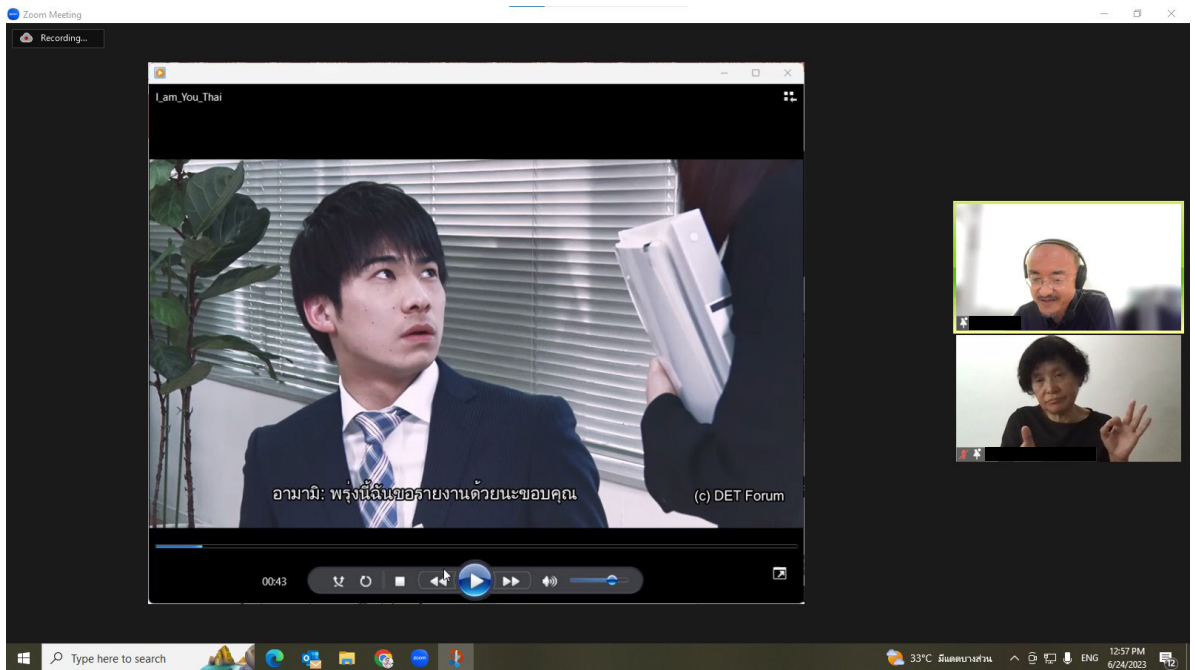 Zoom Meeting
Recording...
I_am_You_Thai
อามามิ: พรุ่งนี้ฉันขอรายงานด้วยนะขอบคุณ
(c) DET Forum
00:43
zoom
Type here to search
33°C มีแดดบางส่วน
ENG
12:57 PM
6/24/2023
12